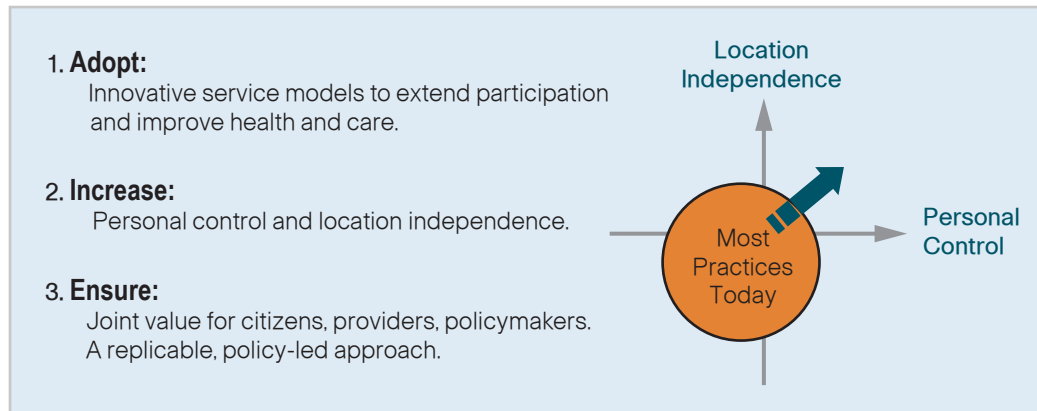 1. Adopt:
Innovative service models to extend participation
and improve health and care.
2. Increase:
Personal control and location independence.
3. Ensure:
Joint value for citizens, providers, policymakers.
A replicable, policy-led approach.
Location
Independence
Most
Practices
Today
Personal
Control